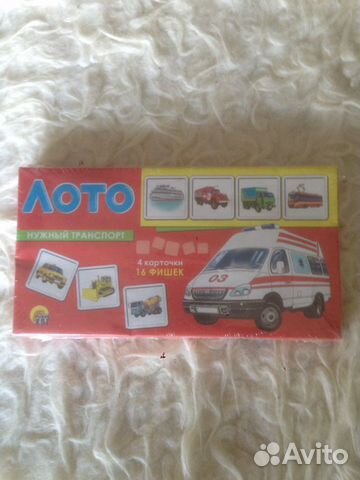 ЛОТО
НУЖНЫЙ ТРАНСПОРТ
4 карточки
16 ФИШЕК
03
Avito